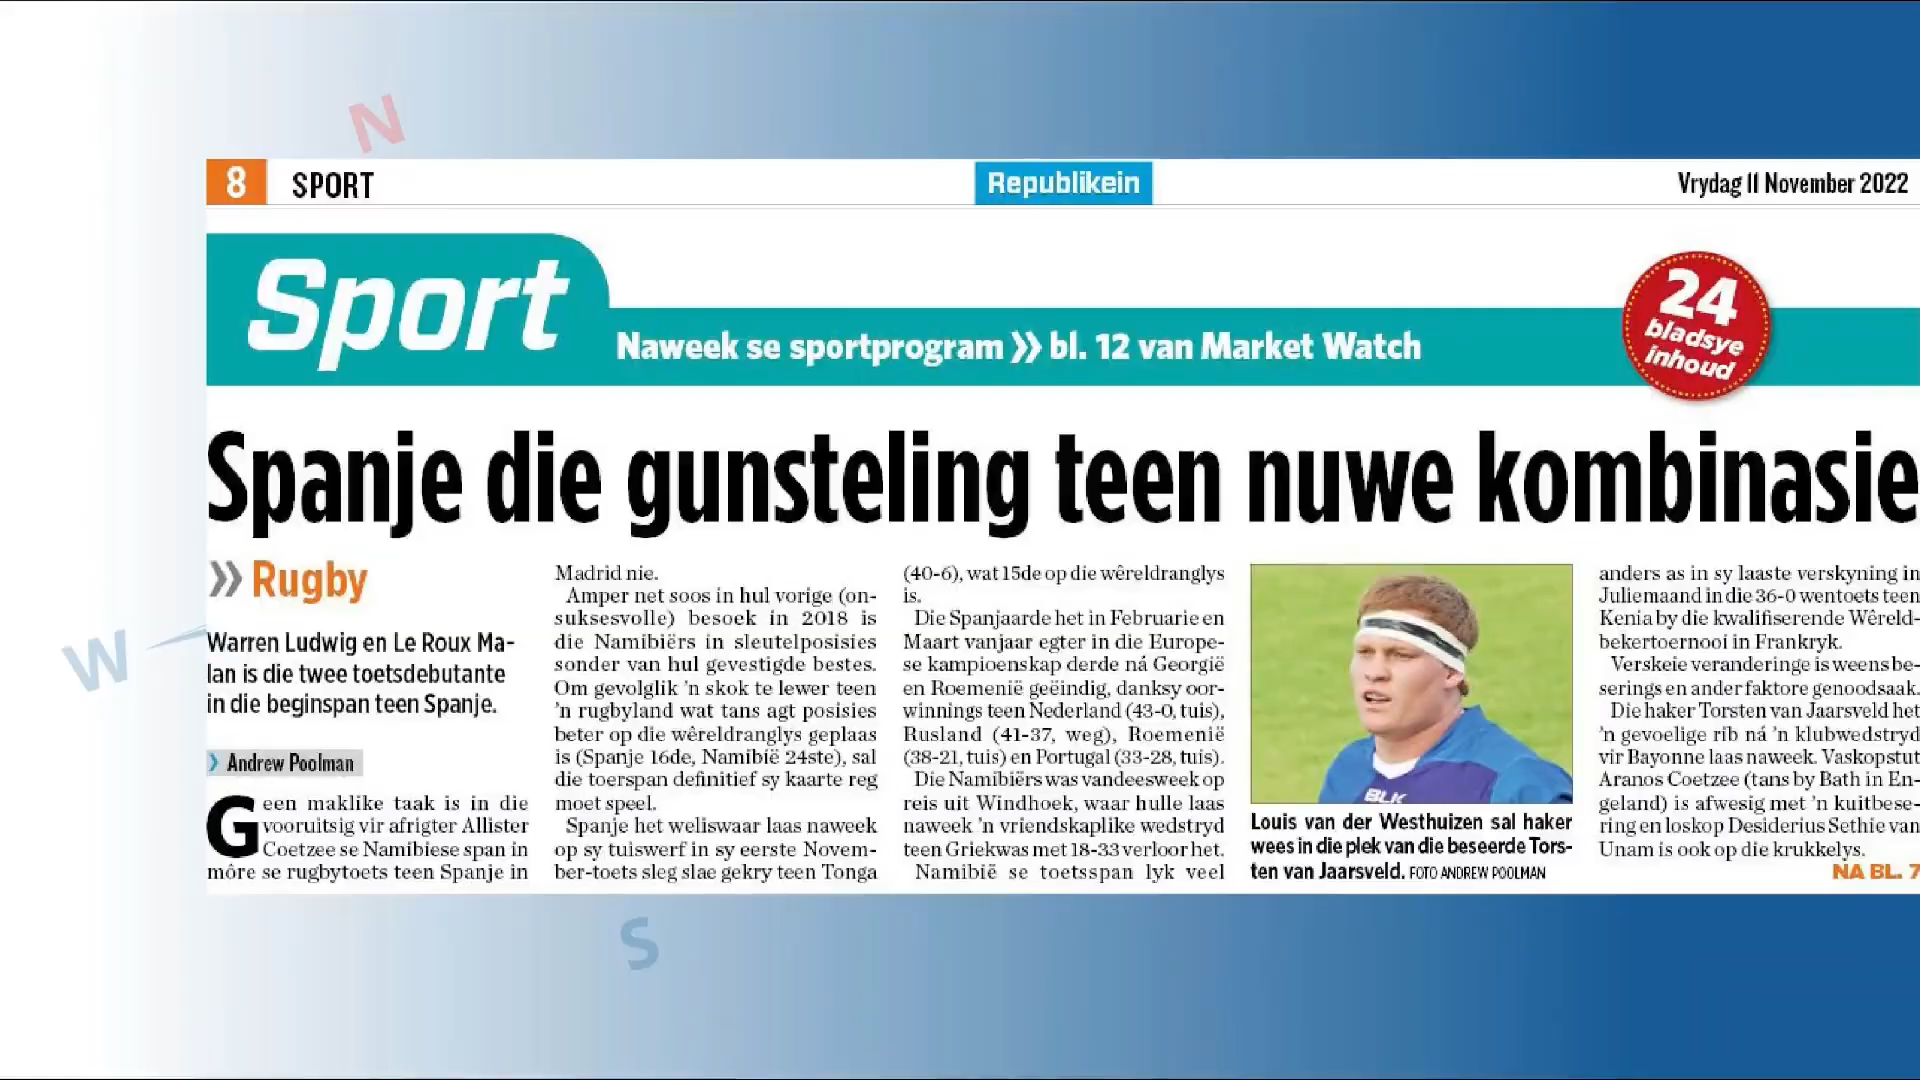 N
8 SPORT Republikein Vrydag 11 November 2022
Sport
Naweek se sportprogram » bl. 12 van Market Watch
24
bladsye
inhoud
Spanje die gunsteling teen nuwe kombinasie
» Rugby
Warren Ludwig en Le Roux Ma-
lan is die twee toetsdebutante
in die beginspan teen Spanje.
› Andrew Poolman
Geen maklike taak is in die
vooruitsig vir afrigter Allister
Coetzee se Namibiese span in
môre se rugbytoets teen Spanje in
Madrid nie.
Amper net soos in hul vorige (on-
suksesvolle) besoek in 2018 is
die Namibiërs in sleutelposisies
sonder van hul gevestigde bestes.
Om gevolglik 'n skok te lewer teen
'n rugbyland wat tans agt posisies
beter op die wêreldranglys geplaas
is (Spanje 16de, Namibië 24ste), sal
die toerspan definitief sy kaarte reg
moet speel.
Spanje het weliswaar laas naweek
op sy tuiswerf in sy eerste Novem-
ber-toets sleg slae gekry teen Tonga
(40-6), wat 15de op die wêreldranglys
is.
Die Spanjaarde het in Februarie en
Maart vanjaar egter in die Europe-
se kampioenskap derde ná Georgië
en Roemenië geëindig, danksy oor-
winnings teen Nederland (43-0, tuis),
Rusland (41-37, weg), Roemenië
(38-21, tuis) en Portugal (33-28, tuis).
Die Namibiërs was vandeesweek op
reis uit Windhoek, waar hulle laas
naweek 'n vriendskaplike wedstryd
teen Griekwas met 18-33 verloor het.
Namibië se toetsspan lyk veel
BLK
Louis van der Westhuizen sal haker
wees in die plek van die beseerde Tors-
ten van Jaarsveld. FOTO ANDREW POOLMAN
anders as in sy laaste verskyning in
Juliemaand in die 36-0 wentoets teen
Kenia by die kwalifiserende Wêreld-
bekertoernooi in Frankryk.
Verskeie veranderinge is weens be-
serings en ander faktore genoodsaak.
Die haker Torsten van Jaarsveld het
'n gevoelige rib ná 'n klubwedstryd
vir Bayonne laas naweek. Vaskopstut
Aranos Coetzee (tans by Bath in En-
geland) is afwesig met 'n kuitbese-
ring en loskop Desiderius Sethie van
Unam is ook op die krukkelys.
NA BL. 7
W
S